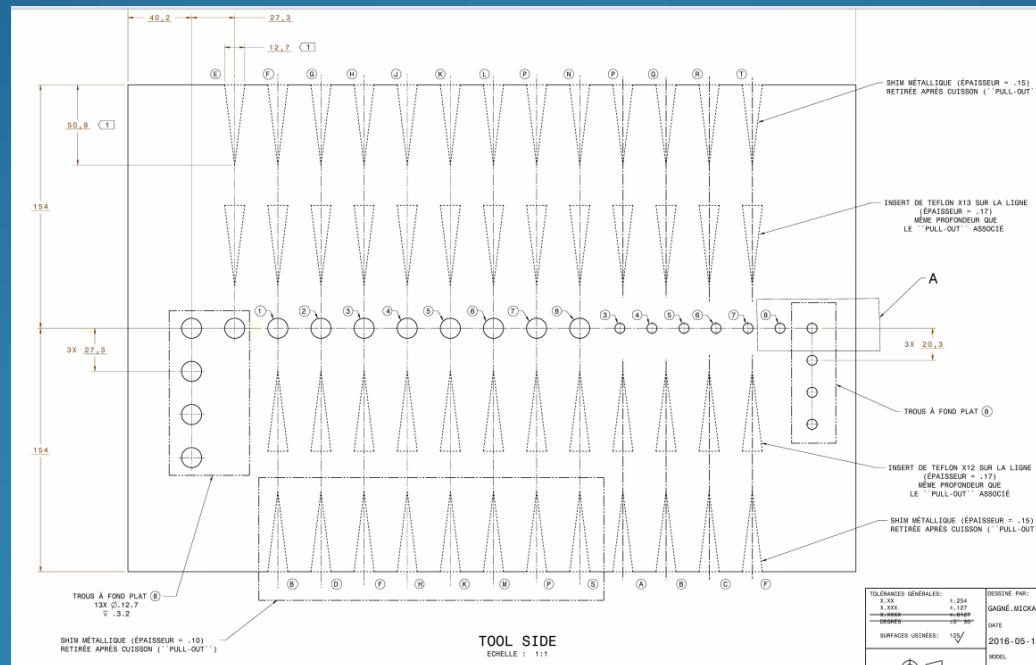 40,2
27,3
12,7 1
E F G H J K L P N P Q R T
SHIM MÉTALLIQUE (ÉPAISSEUR = .15)
RETIRÉE APRÈS CUISSON (``PULL-OUT``
50,8 1
154
INSERT DE TEFLON X13 SUR LA LIGNE
(ÉPAISSEUR = .17)
MÊME PROFONDEUR QUE
LE ``PULL-OUT`` ASSOCIÉ
A
1 2 3 4 5 6 7 8 3 4 5 6 7 8
3X 27,3
3X 20,3
TROUS À FOND PLAT 8
154
INSERT DE TEFLON X12 SUR LA LIGNE
(ÉPAISSEUR = .17)
MÊME PROFONDEUR QUE
LE ``PULL-OUT`` ASSOCIÉ
SHIM MÉTALLIQUE (ÉPAISSEUR = .15)
RETIRÉE APRÈS CUISSON (``PULL-OUT
B D F H K M P S A B C F
TROUS À FOND PLAT
13X Ø.12.7
.3.2
SHIM MÉTALLIQUE (ÉPAISSEUR = .10)
RETIRÉE APRÈS CUISSON (``PULL-OUT``)
TOOL SIDE
ECHELLE : 1:1
TOLÉRANCES GÉNÉRALES:
X.XX ±.254
X.XXX ±.127
X.XXXX
DEGRÉS
SURFACES USINÉES: 125
DESSINÉ PAR:
GAGNÉ.MICKA
DATE
2016-05-1
MODEL